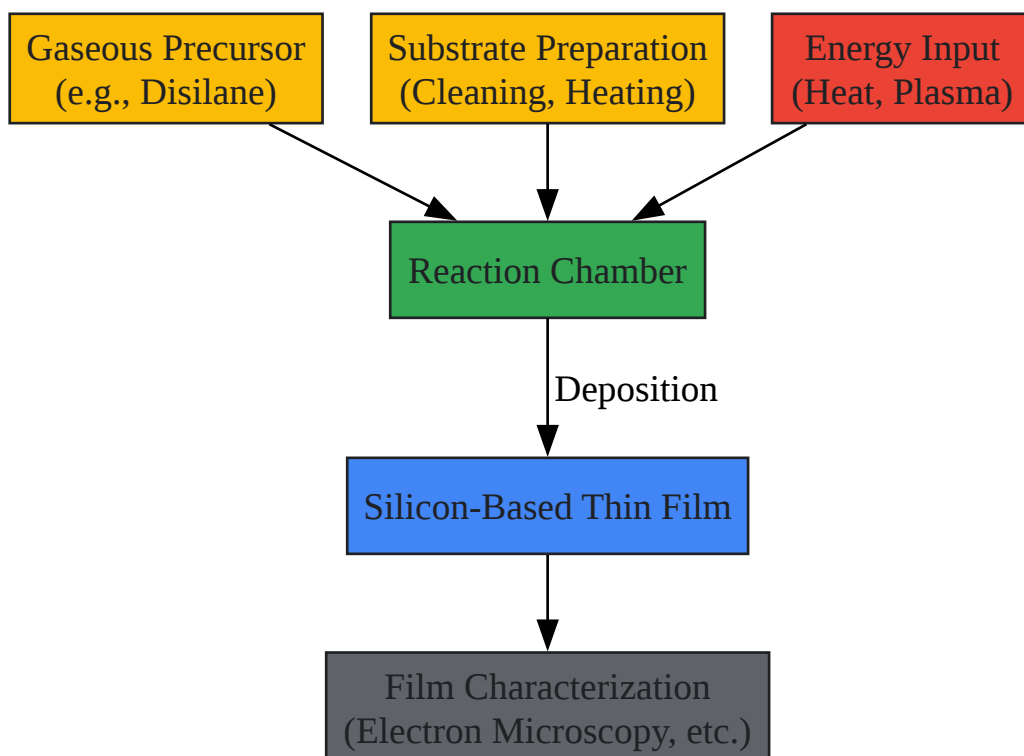 Gaseous Precursor
(e.g., Disilane)
Substrate Preparation
(Cleaning, Heating)
Energy Input
(Heat, Plasma)
Reaction Chamber
Deposition
Silicon-Based Thin Film
Film Characterization
(Electron Microscopy, etc.)